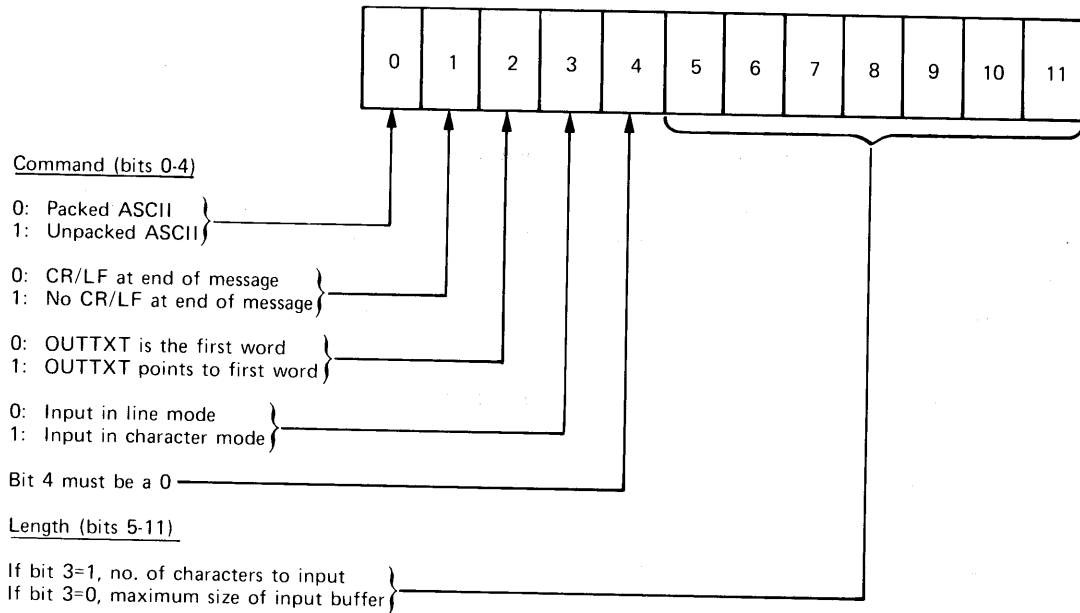 0 1 2 3 4 5 6 7 8 9 10 11
Command (bits 0-4)
0: Packed ASCII
1: Unpacked ASCII
0: CR/LF at end of message
1: No CR/LF at end of message
0: OUTTXT is the first word
1: OUTTXT points to first word
0: Input in line mode
1: Input in character mode
Bit 4 must be a 0
Length (bits 5-11)
If bit 3=1, no. of characters to input
If bit 3=0, maximum size of input buffer